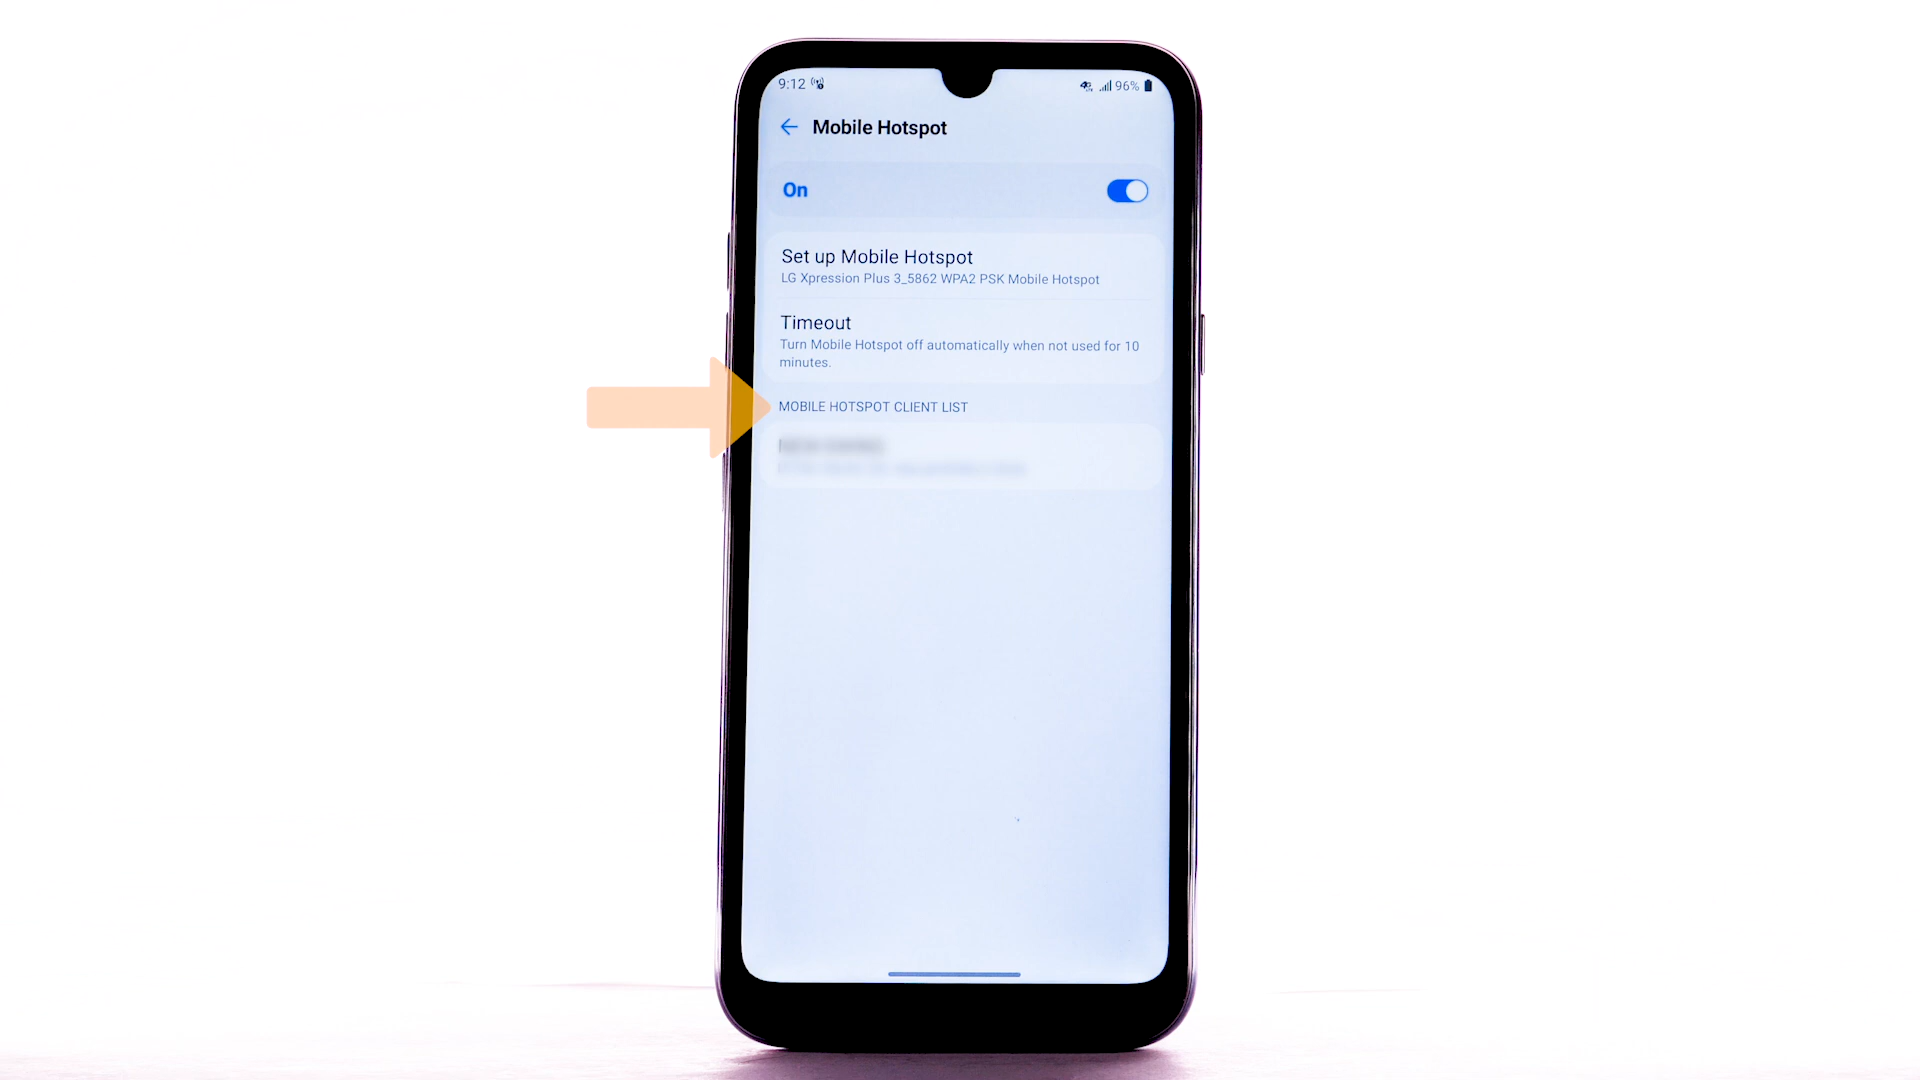 9:12
96%
Mobile Hotspot
On
Set up Mobile Hotspot
LG Xpression Plus 3_5862 WPA2 PSK Mobile Hotspot
Timeout
Turn Mobile Hotspot off automatically when not used for 10
minutes.
MOBILE HOTSPOT CLIENT LIST